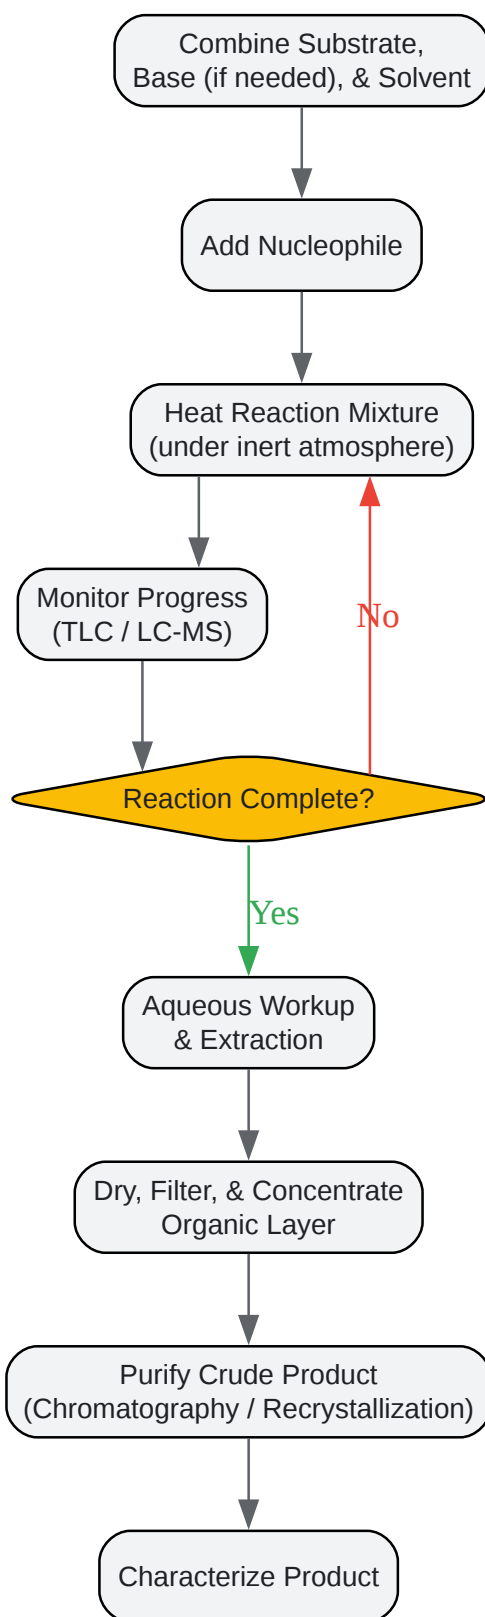 Combine Substrate,
Base (if needed), & Solvent
Add Nucleophile
Heat Reaction Mixture
(under inert atmosphere)
Monitor Progress
(TLC / LC-MS)
No
Reaction Complete?
Yes
Aqueous Workup
& Extraction
Dry, Filter, & Concentrate
Organic Layer
Purify Crude Product
(Chromatography / Recrystallization)
Characterize Product